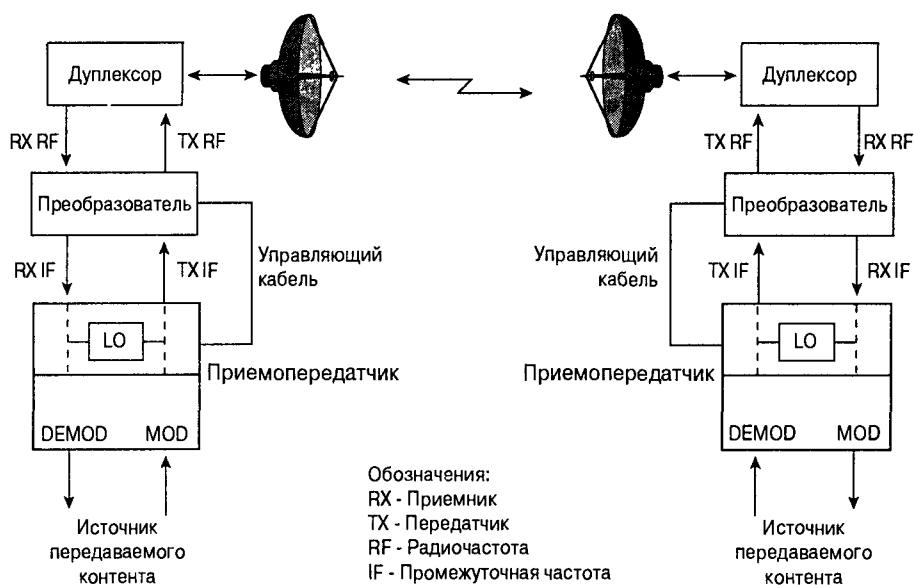 Дуплексор
Дуплексор
RX RF
TX RF
TX RF
RX RF
Преобразователь
Преобразователь
RX IF
TX IF
Управляющий
кабель
Управляющий
кабель
TX IF
RX IF
LO
LO
Приемопередатчик
Приемопередатчик
DEMOD
MOD
DEMOD
MOD
Источник
передаваемого
контента
Обозначения:
RX - Приемник
TX - Передатчик
RF - Радиочастота
IF - Промежуточная частота
Источник
передаваемого
контента